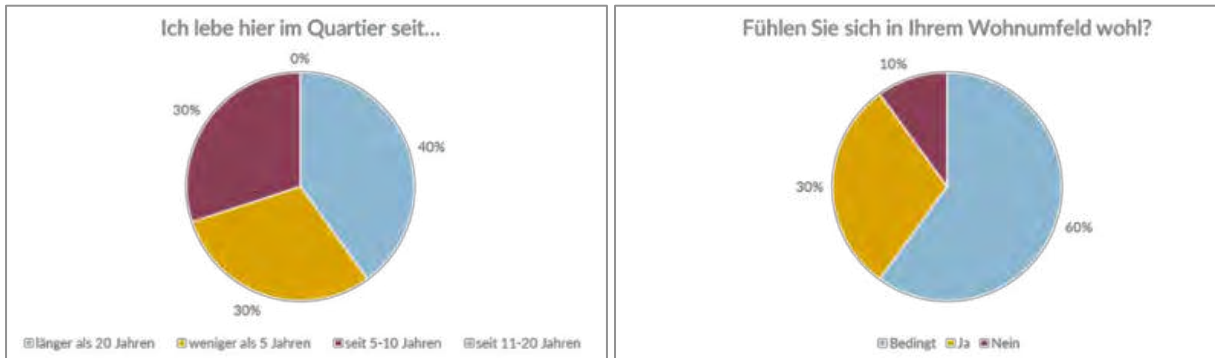 Ich lebe hier im Quartier seit...
0%
30%
40%
30%
länger als 20 Jahren weniger als 5 Jahren seit 5-10 Jahren seit 11-20 Jahren
Fühlen Sie sich in Ihrem Wohnumfeld wohl?
10%
30%
60%
Bedingt Ja Nein